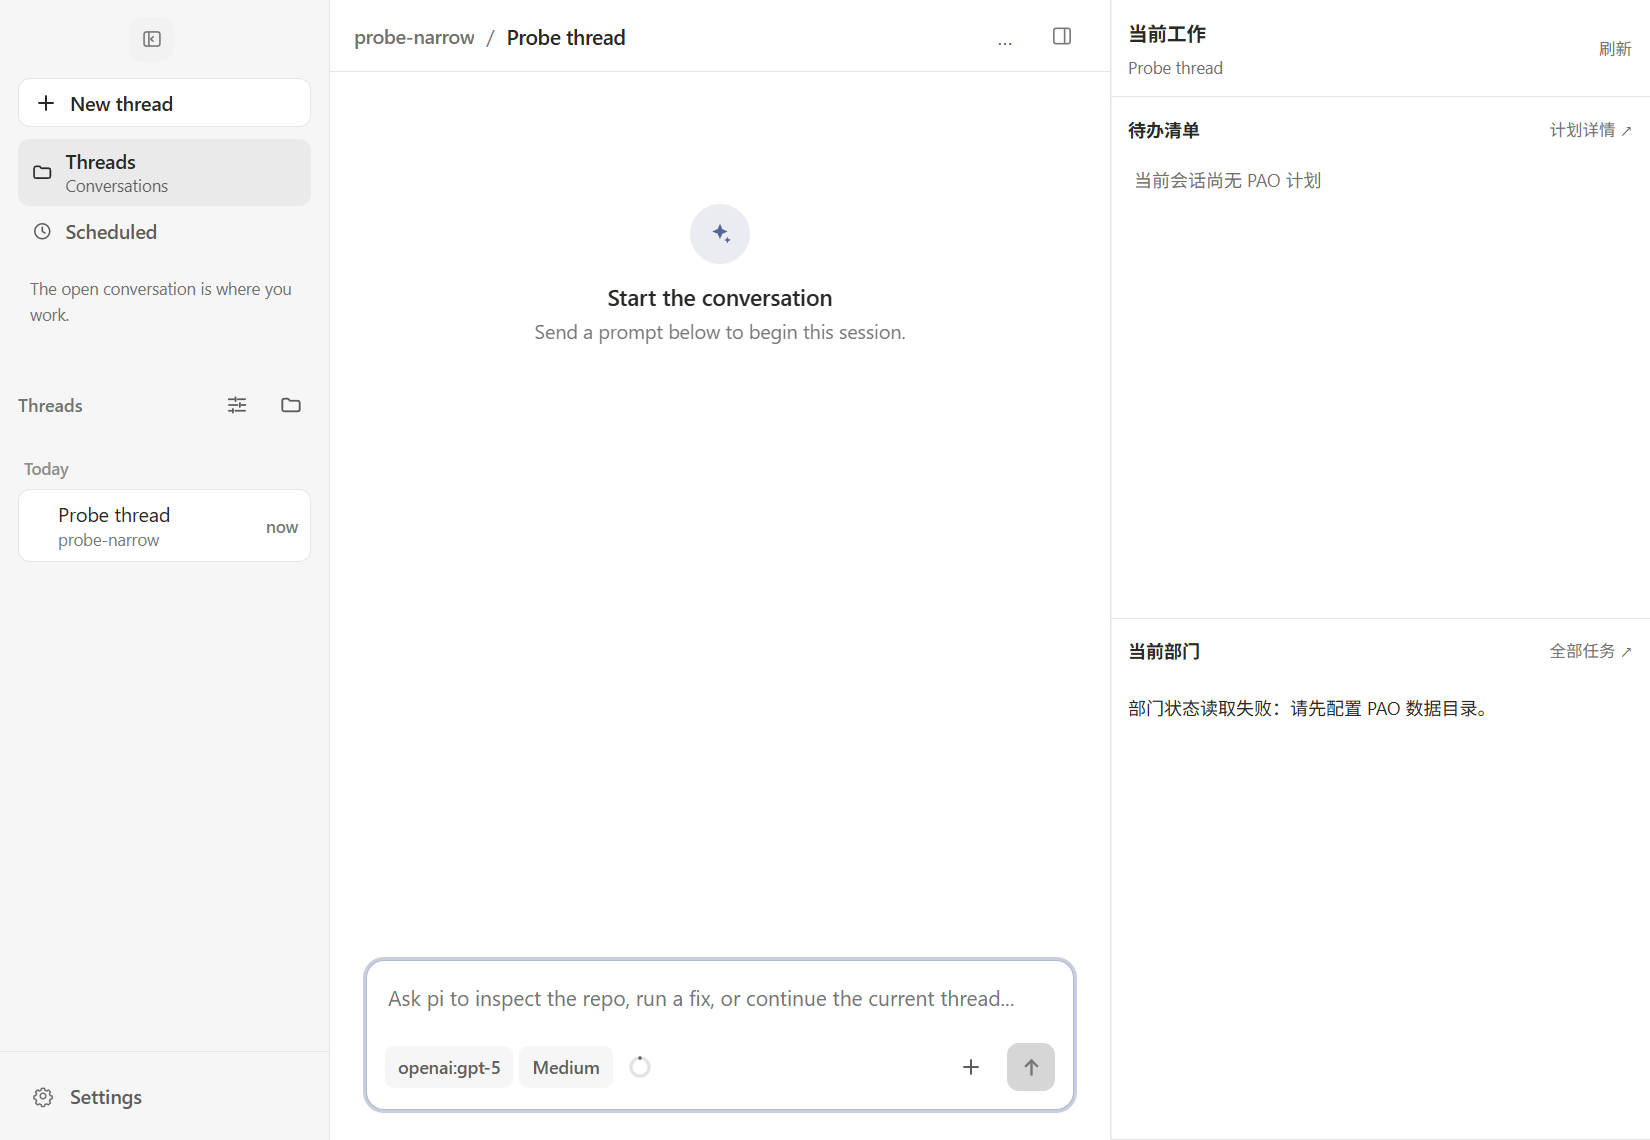 New thread
Threads
Conversations
Scheduled
The open conversation is where you
work.
Threads
Today
Probe thread
probe-narrow
now
Settings
probe-narrow / Probe thread
...
Start the conversation
Send a prompt below to begin this session.
Ask pi to inspect the repo, run a fix, or continue the current thread...
openai:gpt-5
Medium
当前工作
Probe thread
刷新
待办清单
计划详情 ↗
当前会话尚无 PAO 计划
当前部门
全部任务 ↗
部门状态读取失败：请先配置 PAO 数据目录。